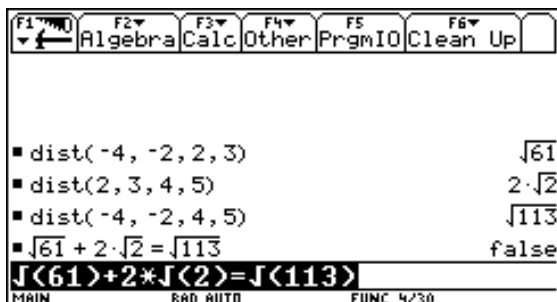 F1 F2 F3 F4 F5 F6
Algebra Calc Other PrgmIO Clean Up
▪ dist(⁻4, ⁻2, 2, 3) √61
▪ dist(2, 3, 4, 5) 2·√2
▪ dist(⁻4, ⁻2, 4, 5) √113
▪ √61 + 2·√2 = √113 false
√(61)+2*√(2)=√(113)
MAIN RAD AUTO FUNC 4/30